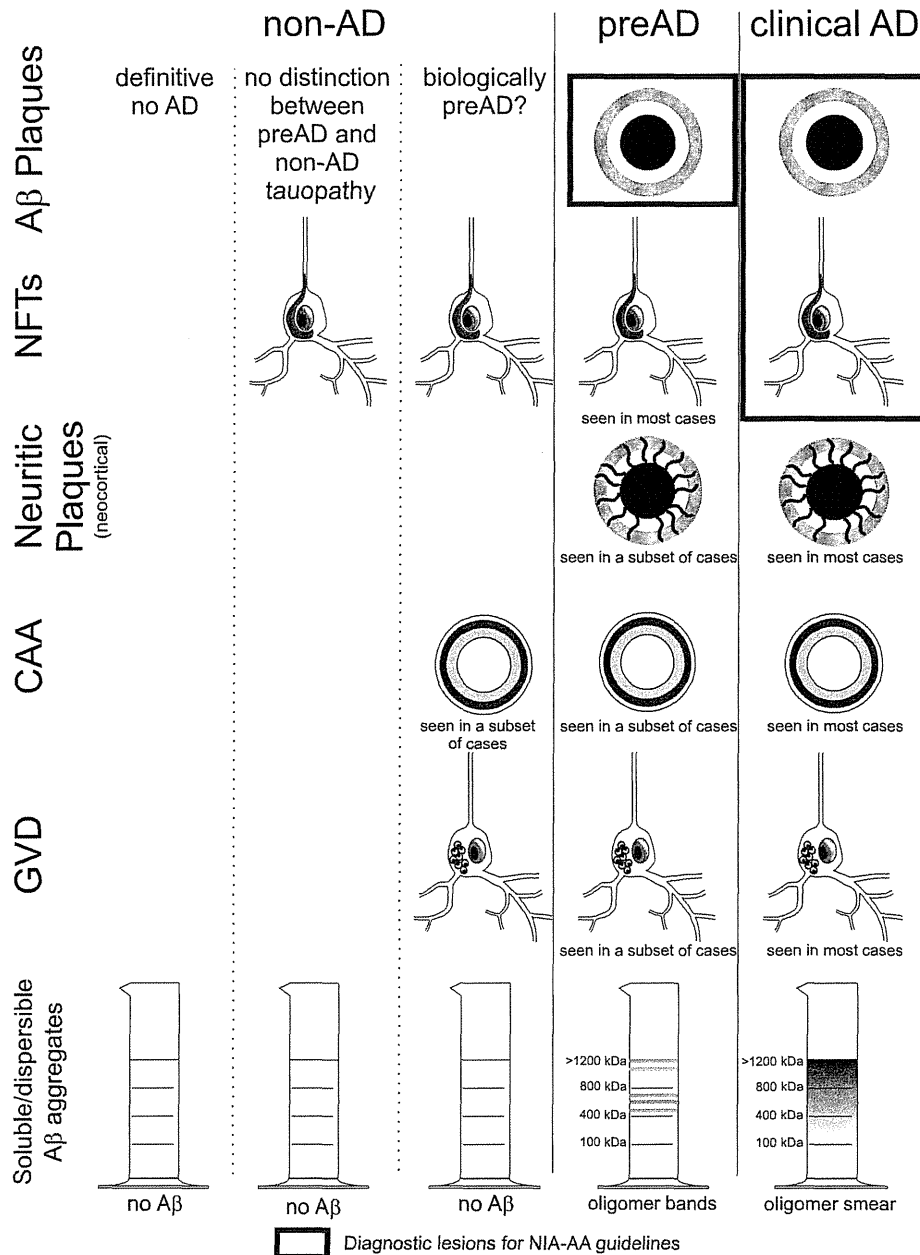 non-AD
preAD
clinical AD
definitive
no AD
no distinction
between
preAD and
non-AD
tauopathy
biologically
preAD?
Aβ Plaques
NFTs
seen in most cases
Neuritic
Plaques
(neocortical)
seen in a subset of cases
seen in most cases
CAA
seen in a subset
of cases
seen in a subset of cases
seen in most cases
GVD
seen in a subset of cases
seen in most cases
Soluble/dispersible
Aβ aggregates
>1200 kDa
800 kDa
400 kDa
100 kDa
>1200 kDa
800 kDa
400 kDa
100 kDa
no Aβ
no Aβ
no Aβ
oligomer bands
oligomer smear
Diagnostic lesions for NIA-AA guidelines